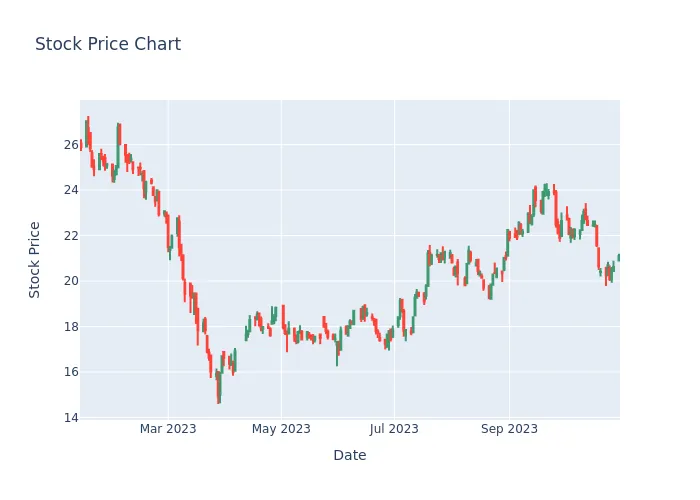 Stock Price Chart
26
24
22
20
18
16
14
Stock Price
Mar 2023
May 2023
Jul 2023
Sep 2023
Date